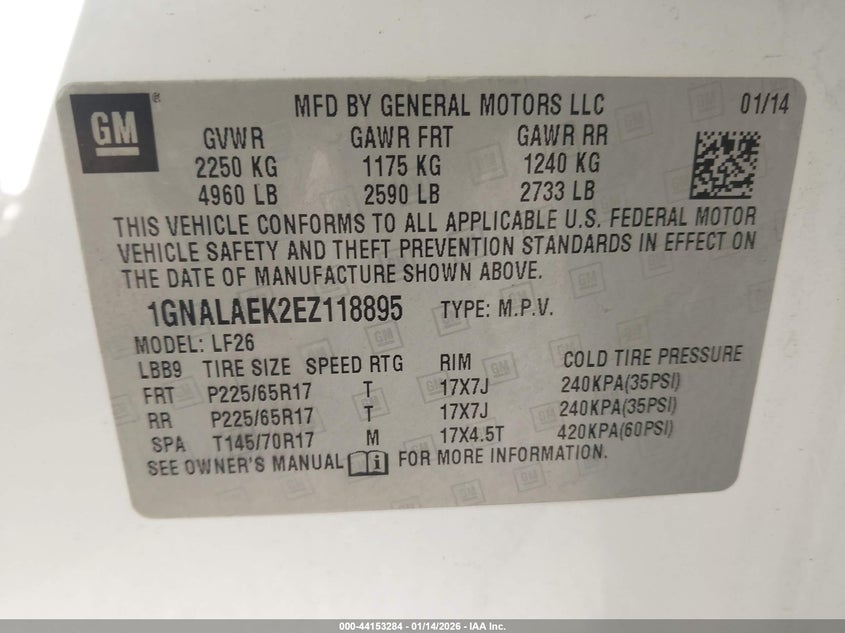 GM ® MFD BY GENERAL MOTORS LLC 01/14
GVWR GAWR FRT GAWR RR
2250 KG 1175 KG 1240 KG
4960 LB 2590 LB 2733 LB
THIS VEHICLE CONFORMS TO ALL APPLICABLE U.S. FEDERAL MOTOR
VEHICLE SAFETY AND THEFT PREVENTION STANDARDS IN EFFECT ON
THE DATE OF MANUFACTURE SHOWN ABOVE.
1GNALAEK2EZ118895 TYPE: M.P.V.
MODEL: LF26
LBB9 TIRE SIZE SPEED RTG RIM COLD TIRE PRESSURE
FRT P225/65R17 T 17X7J 240KPA(35PSI)
RR P225/65R17 T 17X7J 240KPA(35PSI)
SPA T145/70R17 M 17X4.5T 420KPA(60PSI)
SEE OWNER'S MANUAL FOR MORE INFORMATION.
000-44153284 - 01/14/2026 - IAA Inc.